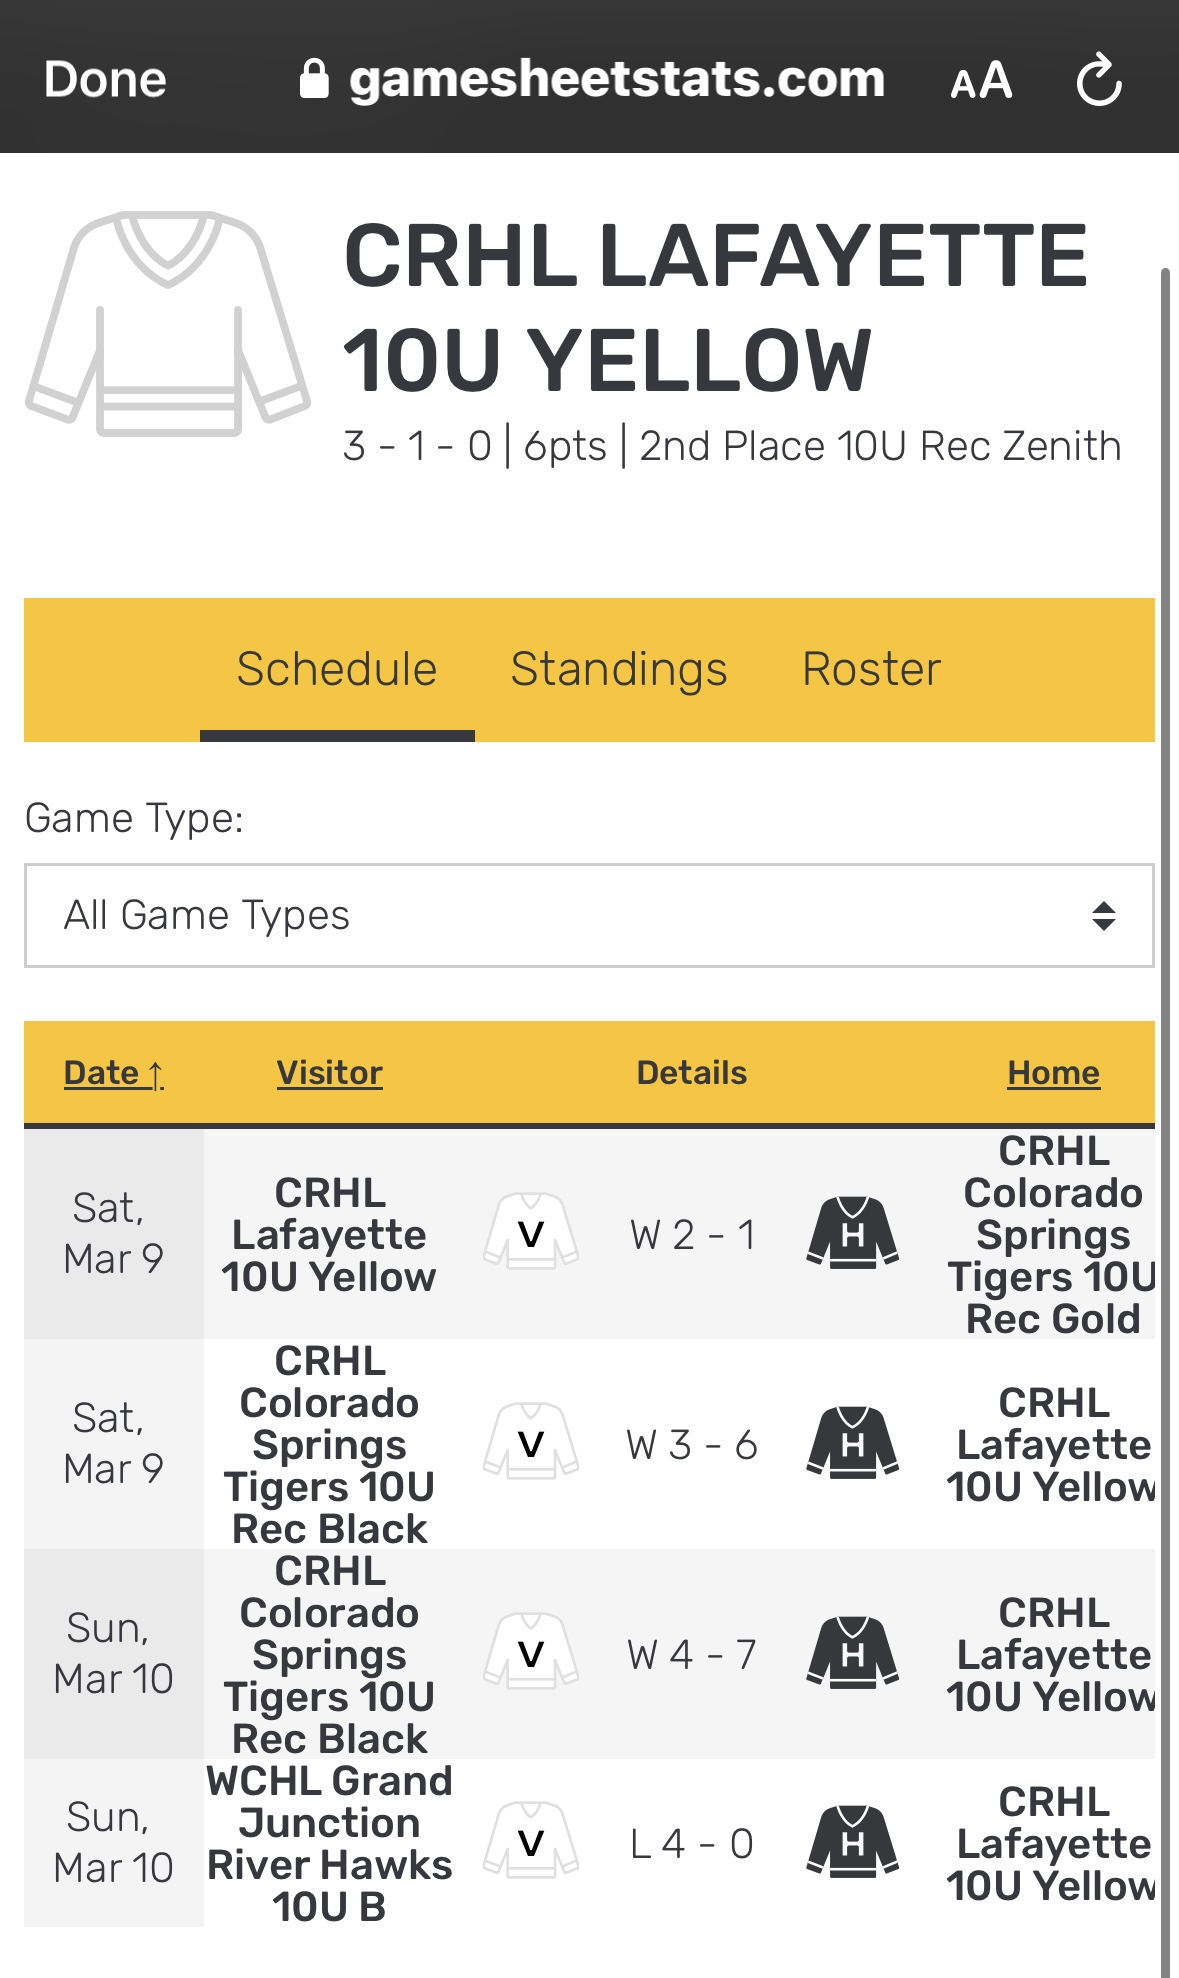 Done
gamesheetstats.com
AA
CRHL LAFAYETTE
10U YELLOW
3 - 1 - 0 | 6pts | 2nd Place 10U Rec Zenith
Schedule Standings Roster
Game Type:
All Game Types
Date ↑ Visitor Details Home
Sat,
Mar 9
CRHL
Lafayette
10U Yellow
V
W 2 - 1
H
CRHL
Colorado
Springs
Tigers 10U
Rec Gold
Sat,
Mar 9
CRHL
Colorado
Springs
Tigers 10U
Rec Black
V
W 3 - 6
H
CRHL
Lafayette
10U Yellow
Sun,
Mar 10
CRHL
Colorado
Springs
Tigers 10U
Rec Black
V
W 4 - 7
H
CRHL
Lafayette
10U Yellow
Sun,
Mar 10
WCHL Grand
Junction
River Hawks
10U B
V
L 4 - 0
H
CRHL
Lafayette
10U Yellow